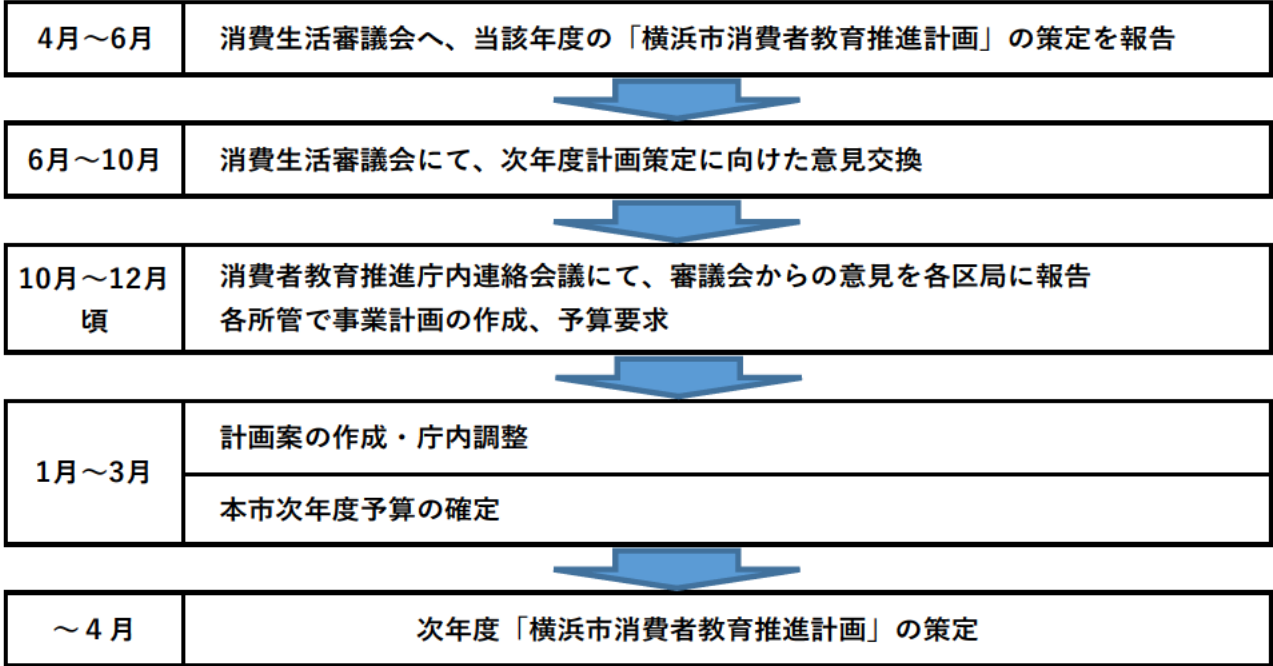 4月～6月
消費生活審議会へ、当該年度の「横浜市消費者教育推進計画」の策定を報告
6月～10月
消費生活審議会にて、次年度計画策定に向けた意見交換
10月～12月
頃
消費者教育推進庁内連絡会議にて、審議会からの意見を各区局に報告
各所管で事業計画の作成、予算要求
1月～3月
計画案の作成・庁内調整
本市次年度予算の確定
～４月
次年度「横浜市消費者教育推進計画」の策定